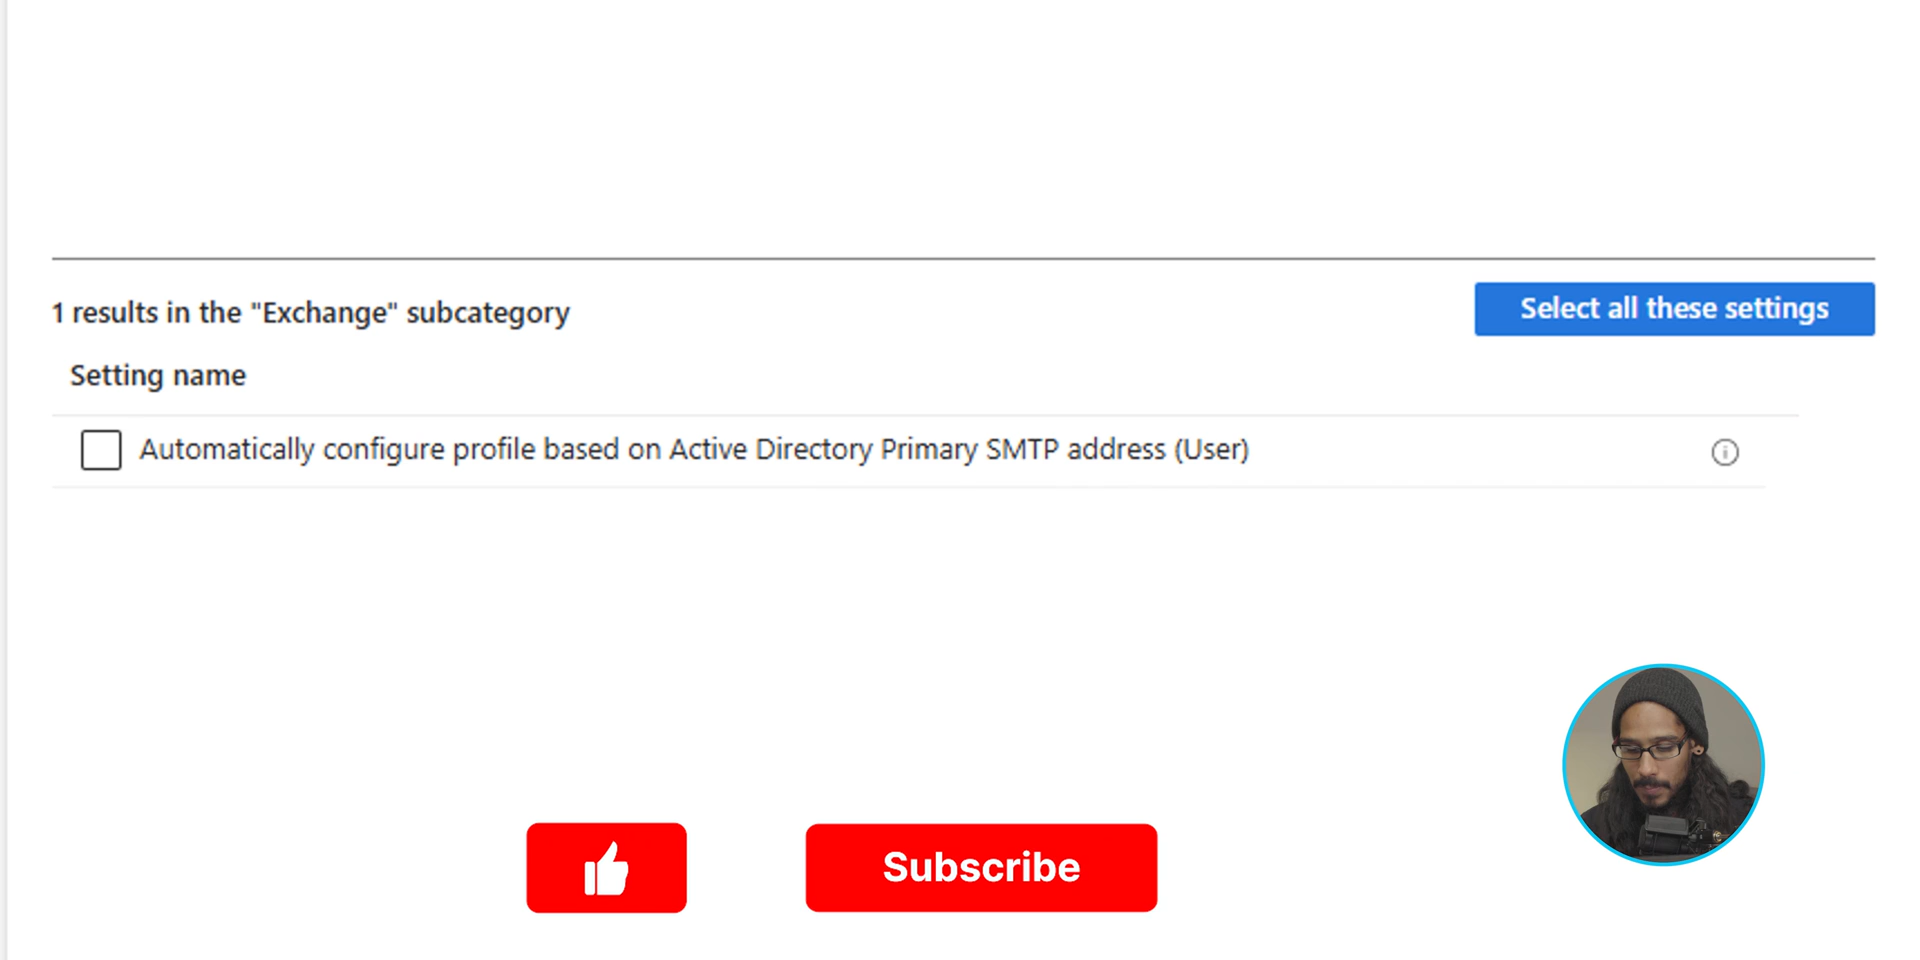 1 results in the "Exchange" subcategory
Select all these settings
Setting name
Automatically configure profile based on Active Directory Primary SMTP address (User)
Subscribe